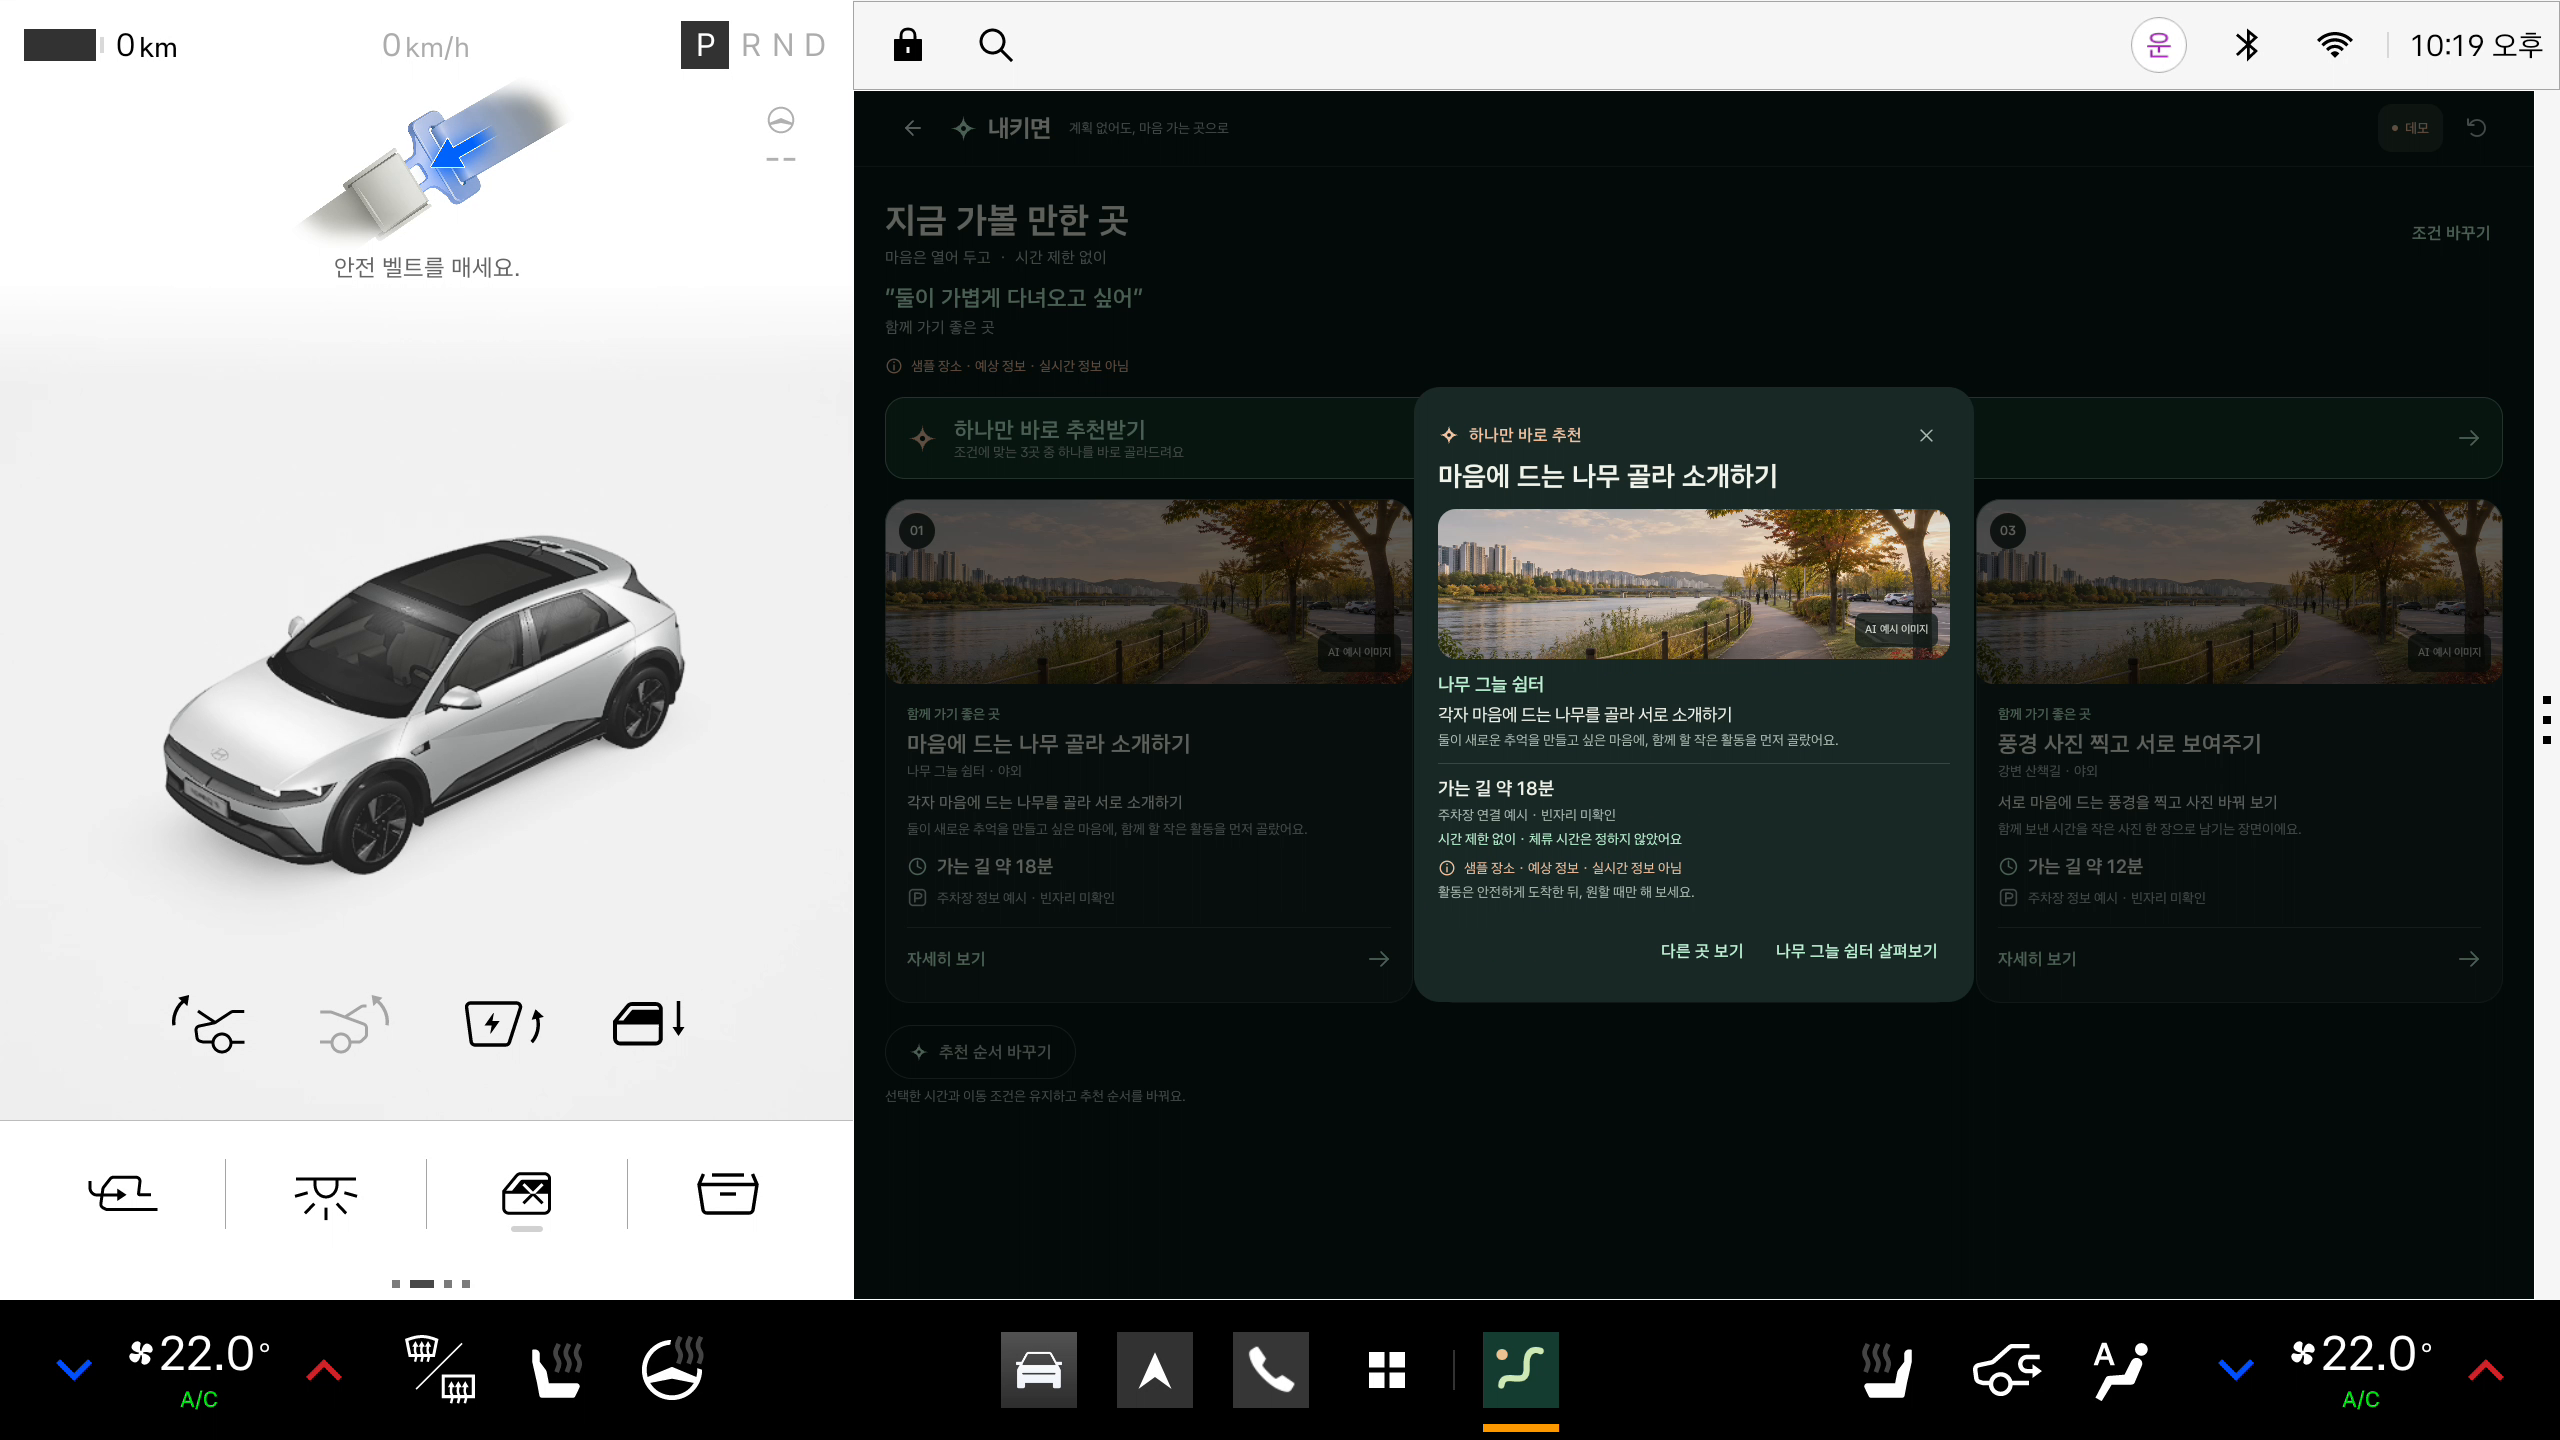 0 km
0 km/h
P R N D
안전 벨트를 매세요.
운
10:19 오후
내키면
계획 없어도, 마음 가는 곳으로
데모
지금 가볼 만한 곳
조건 바꾸기
마음은 열어 두고 · 시간 제한 없이
“둘이 가볍게 다녀오고 싶어”
함께 가기 좋은 곳
샘플 장소 · 예상 정보 · 실시간 정보 아님
하나만 바로 추천받기
조건에 맞는 3곳 중 하나를 바로 골라드려요
01
AI 예시 이미지
함께 가기 좋은 곳
마음에 드는 나무 골라 소개하기
나무 그늘 쉼터 · 야외
각자 마음에 드는 나무를 골라 서로 소개하기
둘이 새로운 추억을 만들고 싶은 마음에, 함께 할 작은 활동을 먼저 골랐어요.
가는 길 약 18분
주차장 정보 예시 · 빈자리 미확인
자세히 보기
하나만 바로 추천
마음에 드는 나무 골라 소개하기
AI 예시 이미지
나무 그늘 쉼터
각자 마음에 드는 나무를 골라 서로 소개하기
둘이 새로운 추억을 만들고 싶은 마음에, 함께 할 작은 활동을 먼저 골랐어요.
가는 길 약 18분
주차장 연결 예시 · 빈자리 미확인
시간 제한 없이 · 체류 시간은 정하지 않았어요
샘플 장소 · 예상 정보 · 실시간 정보 아님
활동은 안전하게 도착한 뒤, 원할 때만 해 보세요.
다른 곳 보기
나무 그늘 쉼터 살펴보기
03
AI 예시 이미지
함께 가기 좋은 곳
풍경 사진 찍고 서로 보여주기
강변 산책길 · 야외
서로 마음에 드는 풍경을 찍고 사진 바꿔 보기
함께 보낸 시간을 작은 사진 한 장으로 남기는 장면이에요.
가는 길 약 12분
주차장 정보 예시 · 빈자리 미확인
자세히 보기
추천 순서 바꾸기
선택한 시간과 이동 조건은 유지하고 추천 순서를 바꿔요.
22.0°
A/C
A
22.0°
A/C